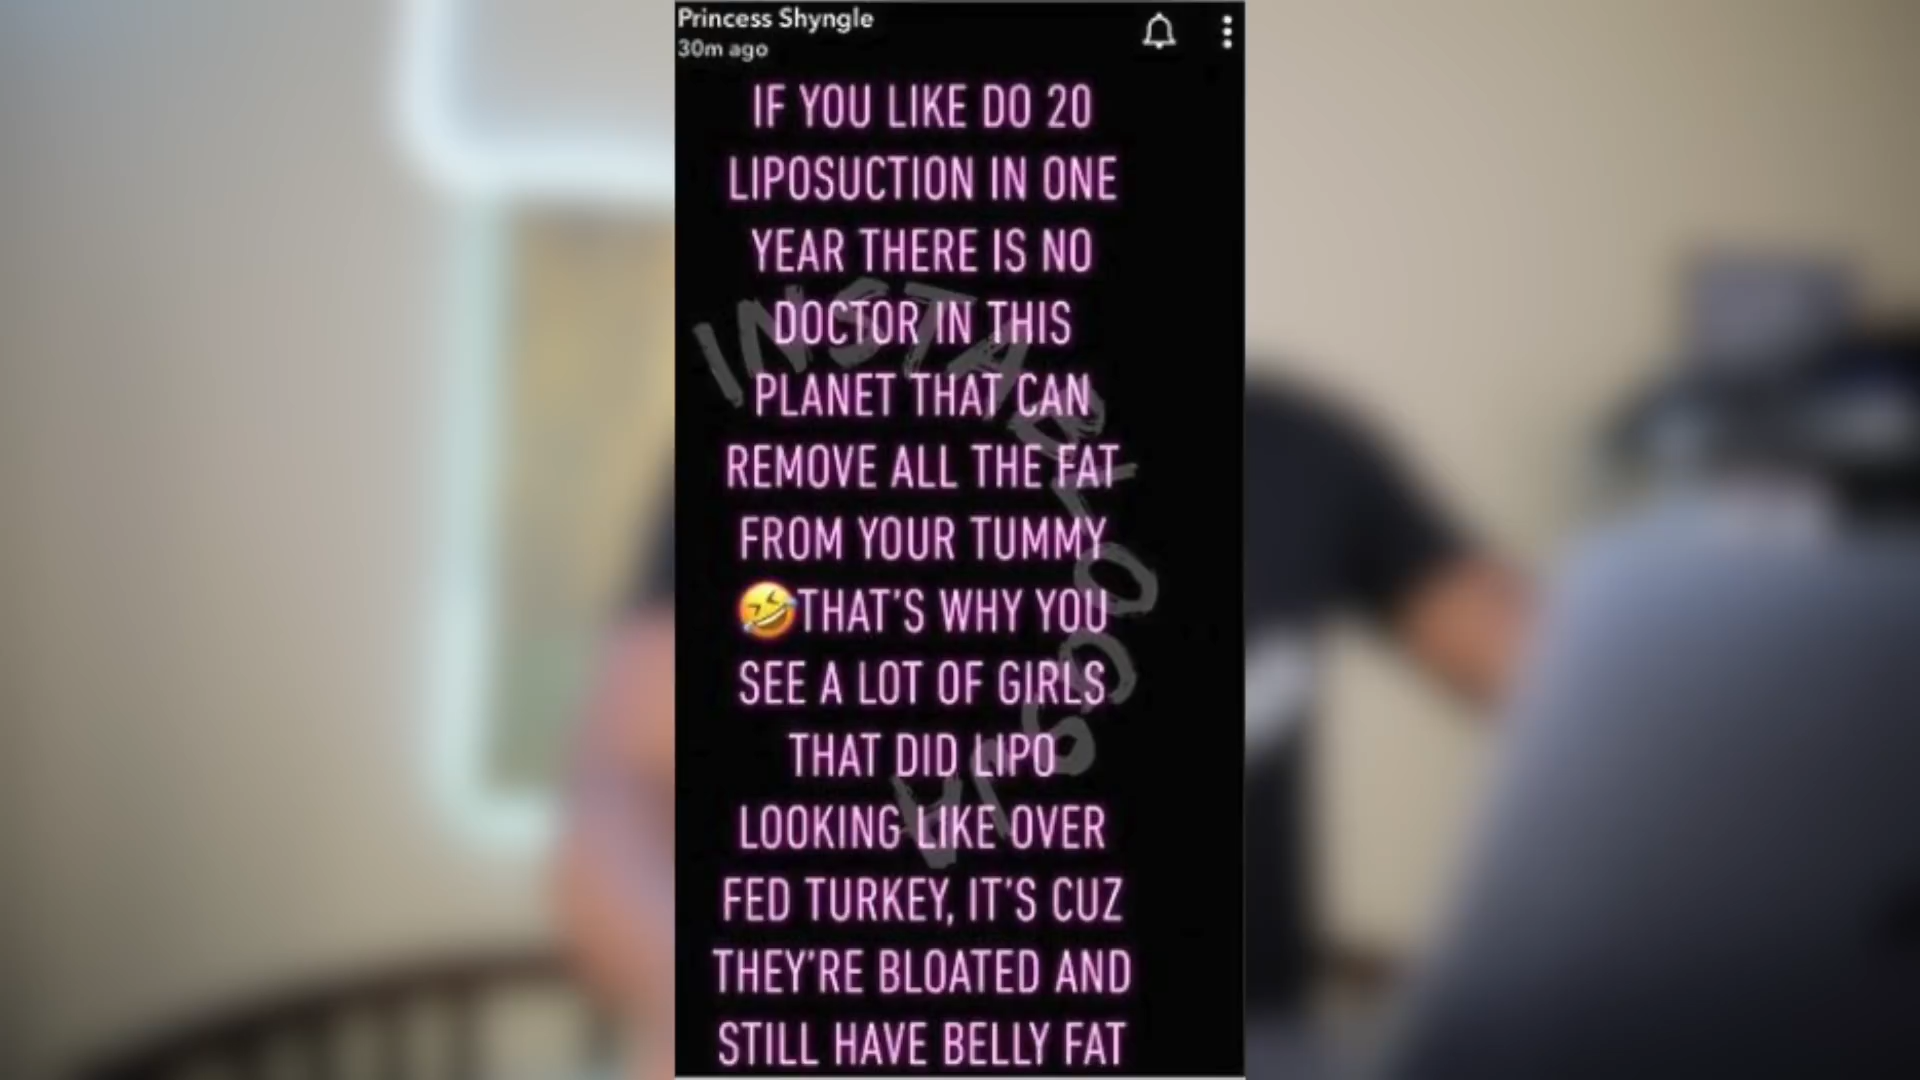 Princess Shyngle
30m ago
IF YOU LIKE DO 20
LIPOSUCTION IN ONE
YEAR THERE IS NO
DOCTOR IN THIS
PLANET THAT CAN
REMOVE ALL THE FAT
FROM YOUR TUMMY
🤣THAT'S WHY YOU
SEE A LOT OF GIRLS
THAT DID LIPO
LOOKING LIKE OVER
FED TURKEY, IT'S CUZ
THEY'RE BLOATED AND
STILL HAVE BELLY FAT
INSTABLOG9JA